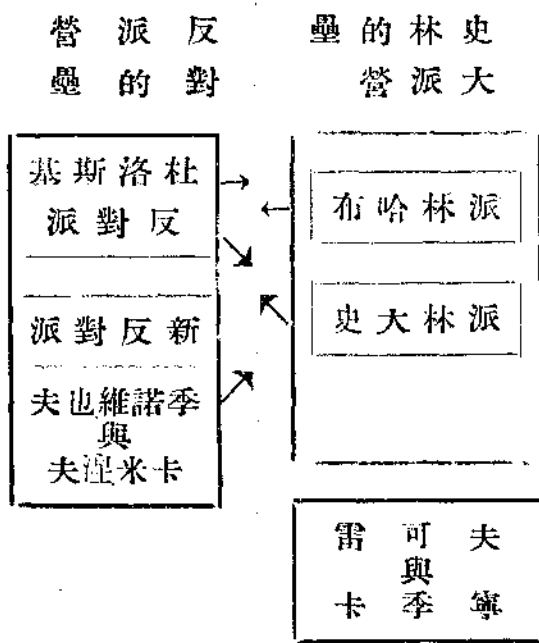 反對
派的
營壘
杜洛斯基
反對派
新反對派
季諾維也夫
與
卡米涅夫
史大
林派
的營
壘
布哈林派
史大林派
雷可夫
與
卡季寧